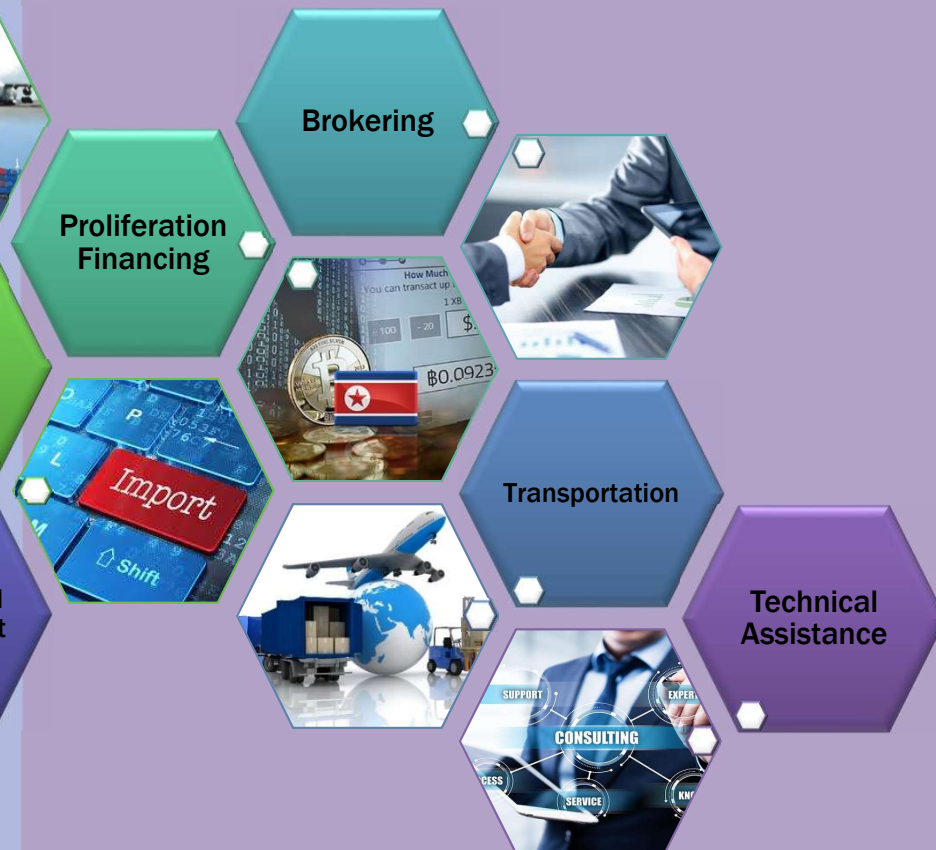 Brokering
Proliferation
Financing
How Much
You can transact up
1 XB
100
- 20
$
฿0.0923
P
L
Import
M
Shift
Transportation
Technical
Assistance
SUPPORT
CONSULTING
SERVICE